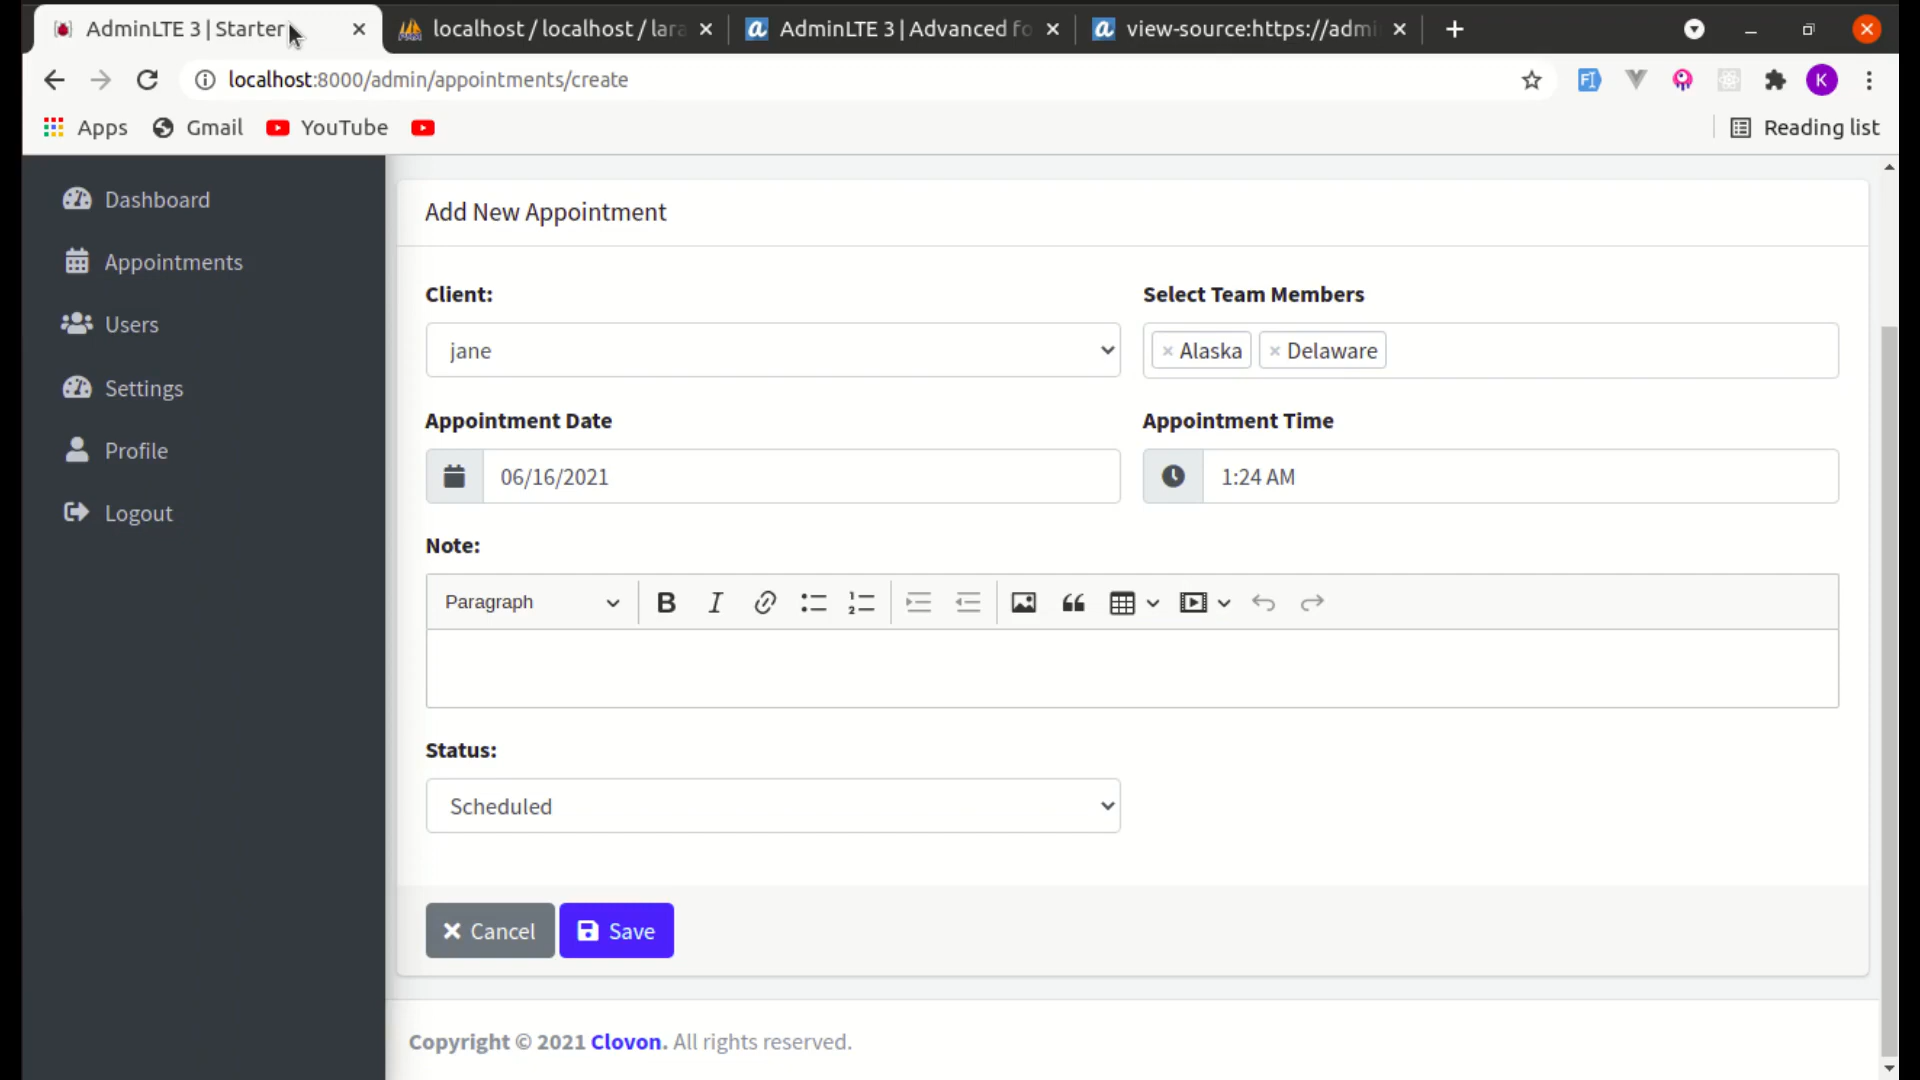 AdminLTE 3 | Starter
localhost / localhost / lara
AdminLTE 3 | Advanced fo
view-source:https://admi
localhost:8000/admin/appointments/create
K
Apps
Gmail
YouTube
Reading list
Dashboard
Appointments
Users
Settings
Profile
Logout
Add New Appointment
Client:
Select Team Members
jane
× Alaska × Delaware
Appointment Date
Appointment Time
06/16/2021
1:24 AM
Note:
Paragraph
Status:
Scheduled
Cancel
Save
Copyright © 2021 Clovon. All rights reserved.